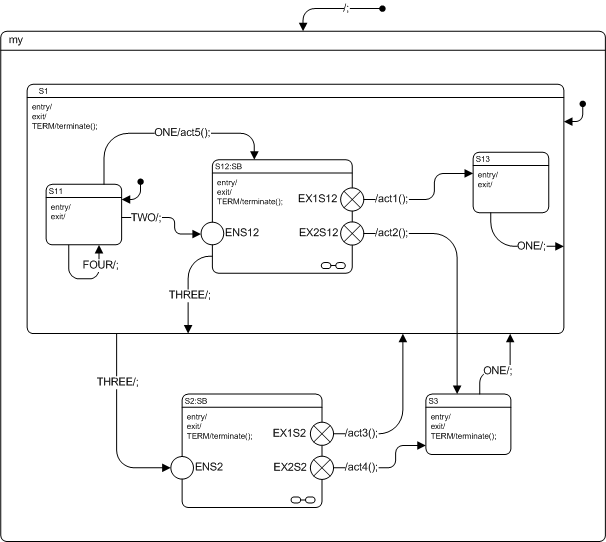 /;
my
S1
entry/
exit/
TERM/terminate();
ONE/act5();
S12:SB
entry/
exit/
TERM/terminate();
S13
entry/
exit/
S11
entry/
exit/
EX1S12
/act1();
TWO/;
ENS12
EX2S12
/act2();
ONE/;
FOUR/;
THREE/;
THREE/;
ONE/;
S2:SB
entry/
exit/
TERM/terminate();
S3
entry/
exit/
TERM/terminate();
EX1S2
/act3();
ENS2
EX2S2
/act4();